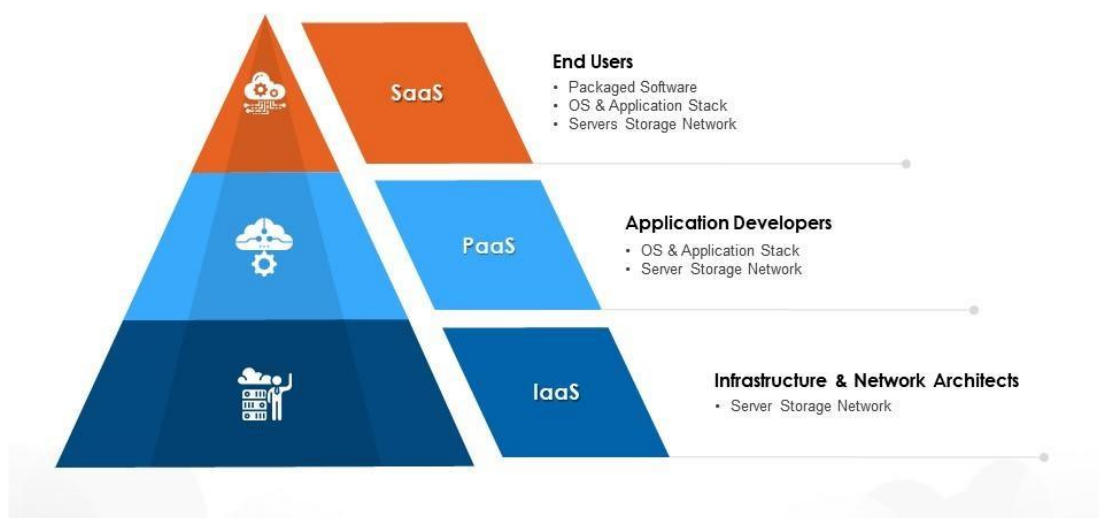 SaaS
End Users
• Packaged Software
• OS & Application Stack
• Servers Storage Network
PaaS
Application Developers
• OS & Application Stack
• Server Storage Network
IaaS
Infrastructure & Network Architects
• Server Storage Network